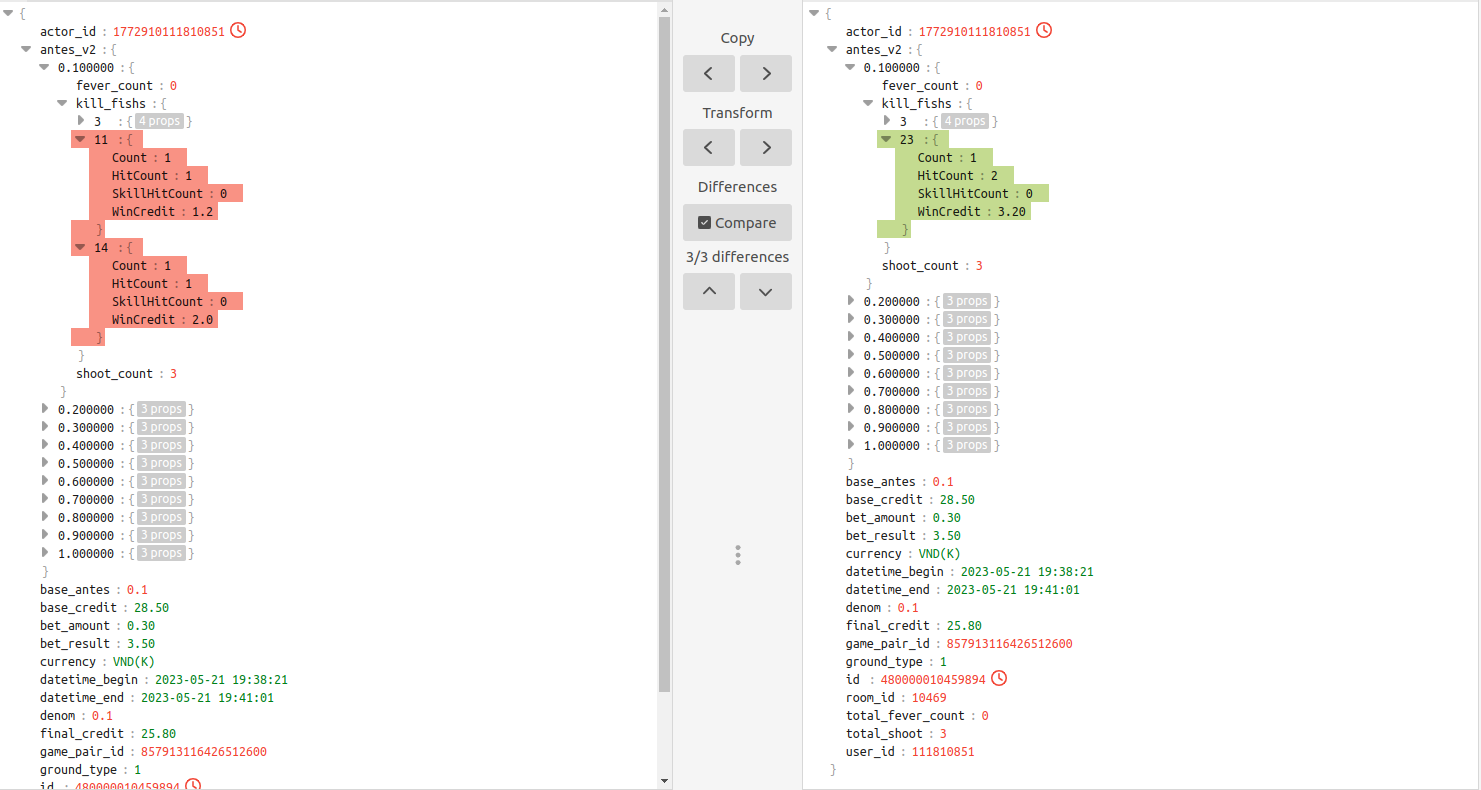 {
actor_id : 1772910111810851
antes_v2 : {
0.100000 : {
fever_count : 0
kill_fishs : {
3 : { 4 props }
11 : {
Count : 1
HitCount : 1
SkillHitCount : 0
WinCredit : 1.2
}
14 : {
Count : 1
HitCount : 1
SkillHitCount : 0
WinCredit : 2.0
}
}
shoot_count : 3
}
0.200000 : { 3 props }
0.300000 : { 3 props }
0.400000 : { 3 props }
0.500000 : { 3 props }
0.600000 : { 3 props }
0.700000 : { 3 props }
0.800000 : { 3 props }
0.900000 : { 3 props }
1.000000 : { 3 props }
}
base_antes : 0.1
base_credit : 28.50
bet_amount : 0.30
bet_result : 3.50
currency : VND(K)
datetime_begin : 2023-05-21 19:38:21
datetime_end : 2023-05-21 19:41:01
denom : 0.1
final_credit : 25.80
game_pair_id : 857913116426512600
ground_type : 1
id : 480000010459894
Copy
Transform
Differences
Compare
3/3 differences
{
actor_id : 1772910111810851
antes_v2 : {
0.100000 : {
fever_count : 0
kill_fishs : {
3 : { 4 props }
23 : {
Count : 1
HitCount : 2
SkillHitCount : 0
WinCredit : 3.20
}
}
shoot_count : 3
}
0.200000 : { 3 props }
0.300000 : { 3 props }
0.400000 : { 3 props }
0.500000 : { 3 props }
0.600000 : { 3 props }
0.700000 : { 3 props }
0.800000 : { 3 props }
0.900000 : { 3 props }
1.000000 : { 3 props }
}
base_antes : 0.1
base_credit : 28.50
bet_amount : 0.30
bet_result : 3.50
currency : VND(K)
datetime_begin : 2023-05-21 19:38:21
datetime_end : 2023-05-21 19:41:01
denom : 0.1
final_credit : 25.80
game_pair_id : 857913116426512600
ground_type : 1
id : 480000010459894
room_id : 10469
total_fever_count : 0
total_shoot : 3
user_id : 111810851
}